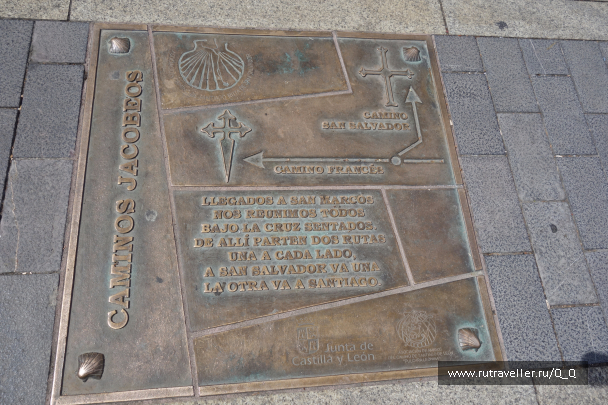 CAMINOS JACOBEOS
CAMINO
SAN SALVADOR
CAMINO FRANCÉS
LLEGADOS A SAN MARCOS
NOS REUNIMOS TODOS
BAJO LA CRUZ SENTADOS.
DE ALLÍ PARTEN DOS RUTAS
UNA A CADA LADO,
A SAN SALVADOR VA UNA
LA OTRA VA A SANTIAGO
Junta de
Castilla y León
www.rutraveller.ru/Q_Q